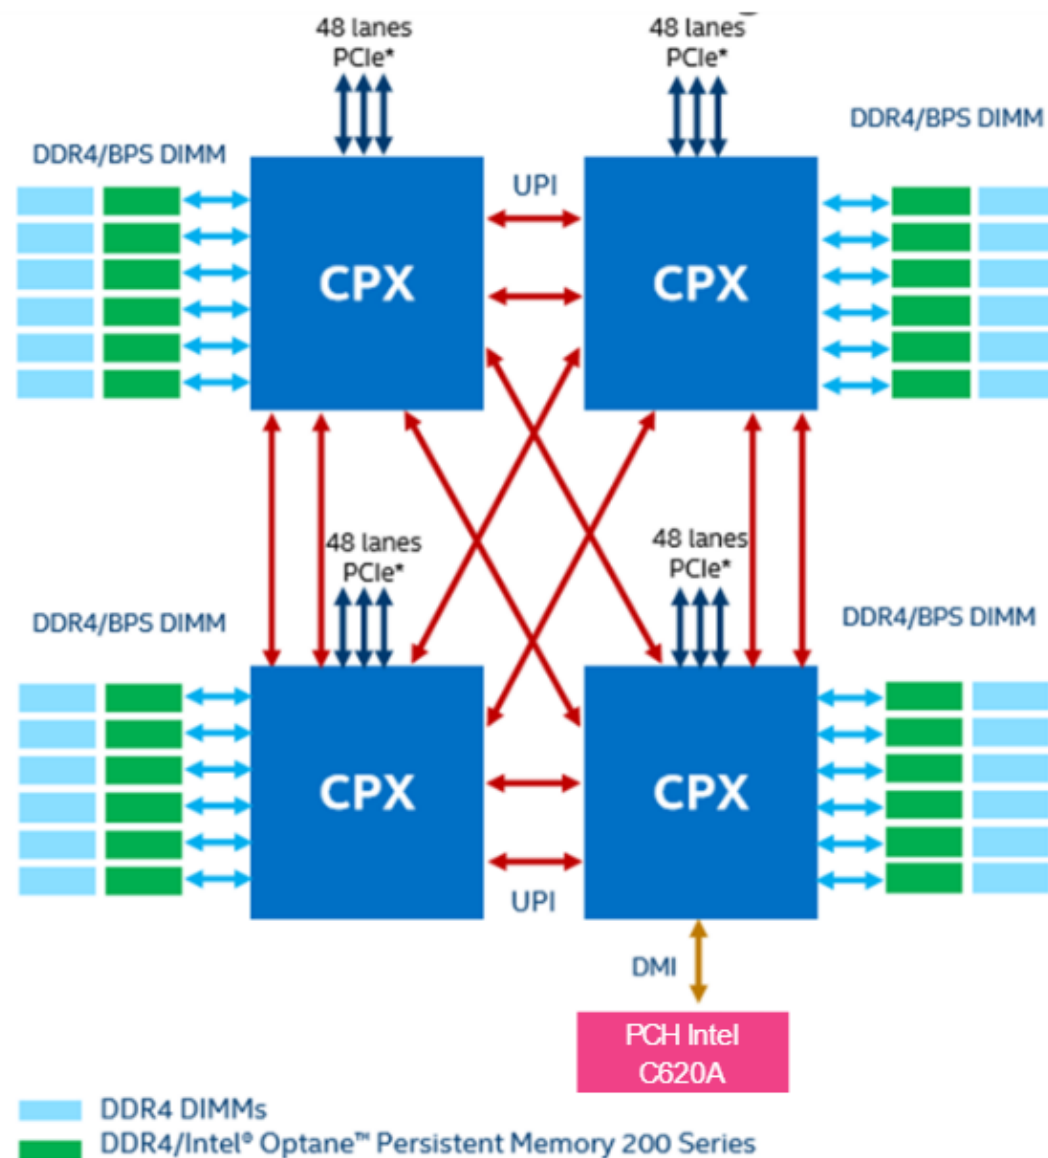 48 lanes
PCIe*
48 lanes
PCIe*
DDR4/BPS DIMM
DDR4/BPS DIMM
UPI
CPX
CPX
48 lanes
PCIe*
48 lanes
PCIe*
DDR4/BPS DIMM
DDR4/BPS DIMM
CPX
CPX
UPI
DMI
PCH Intel
C620A
DDR4 DIMMs
DDR4/Intel® Optane™ Persistent Memory 200 Series